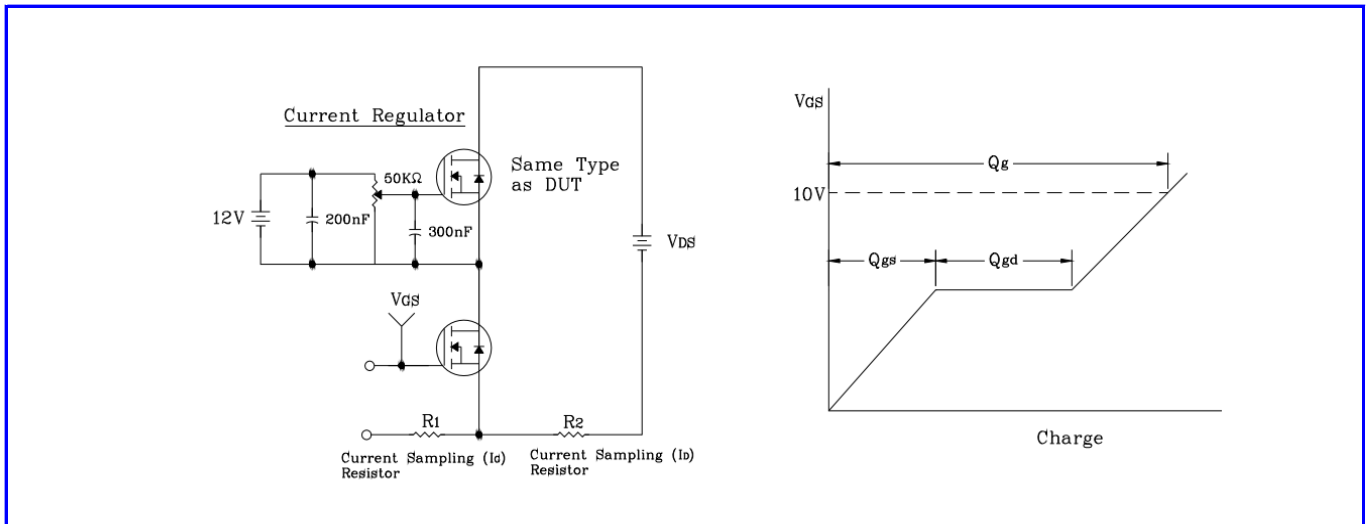 Current Regulator
50KΩ
12V
200nF
300nF
Same Type
as DUT
VDS
VGS
R1
R2
Current Sampling (IG)
Resistor
Current Sampling (ID)
Resistor
VGS
Qg
10V
Qgs
Qgd
Charge